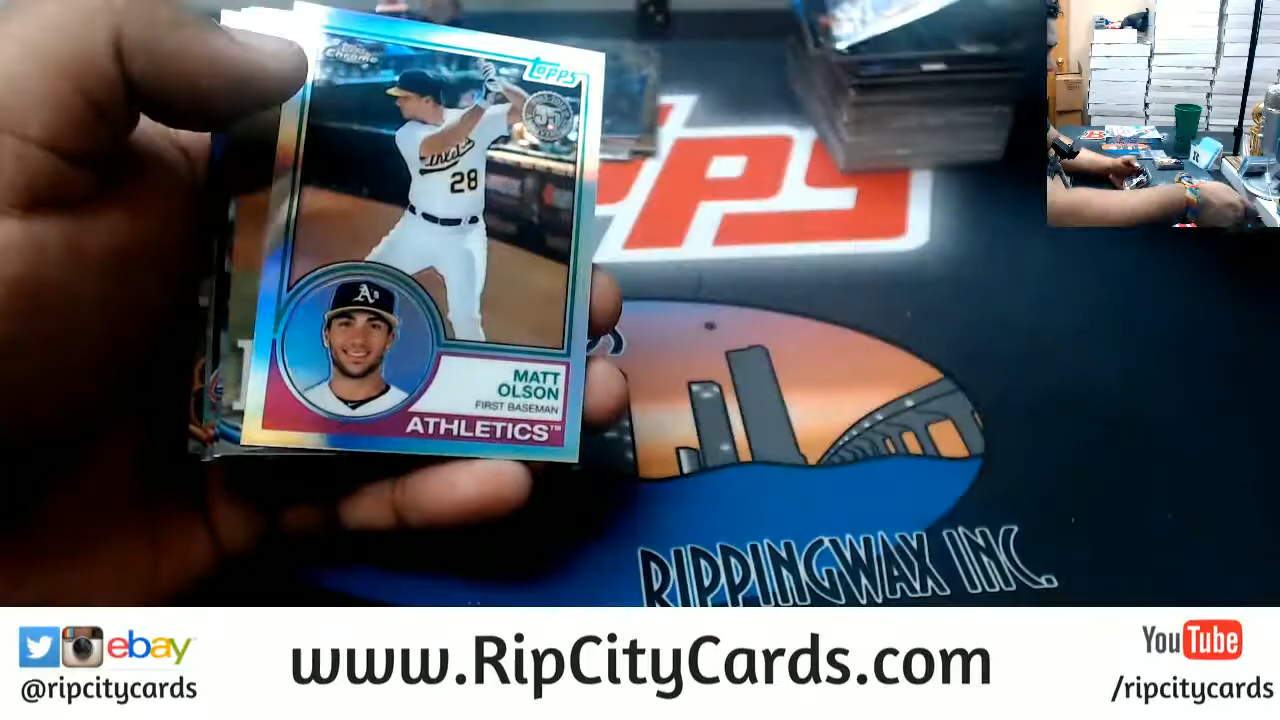 Topps
Chrome
Topps
35
Athletics
28
A's
MATT
OLSON
FIRST BASEMAN
ATHLETICS™
RIPPINGWAX INC.
ebay
@ripcitycards
www.RipCityCards.com
YouTube
/ripcitycards